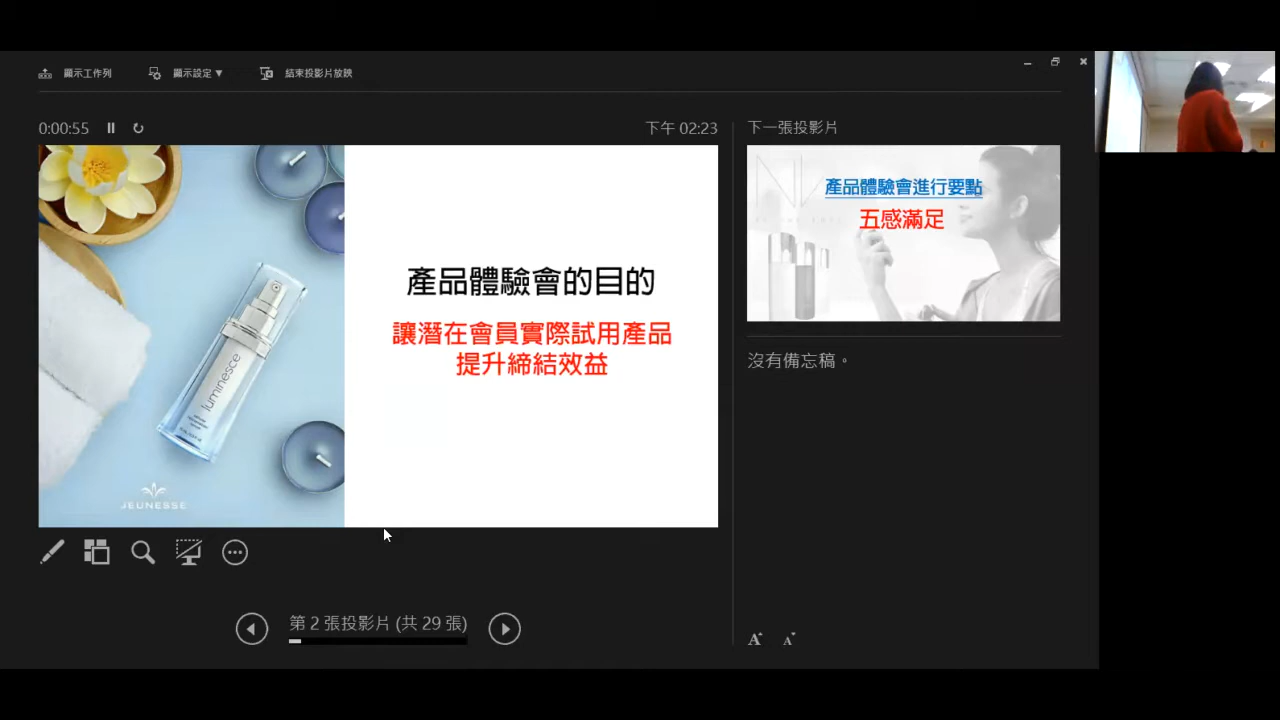 顯示工作列
顯示設定 ▼
結束投影片放映
0:00:55
下午 02:23
下一張投影片
luminesce
JEUNESSE
產品體驗會的目的
讓潛在會員實際試用產品
提升締結效益
產品體驗會進行要點
五感滿足
沒有備忘稿。
第 2 張投影片 (共 29 張)